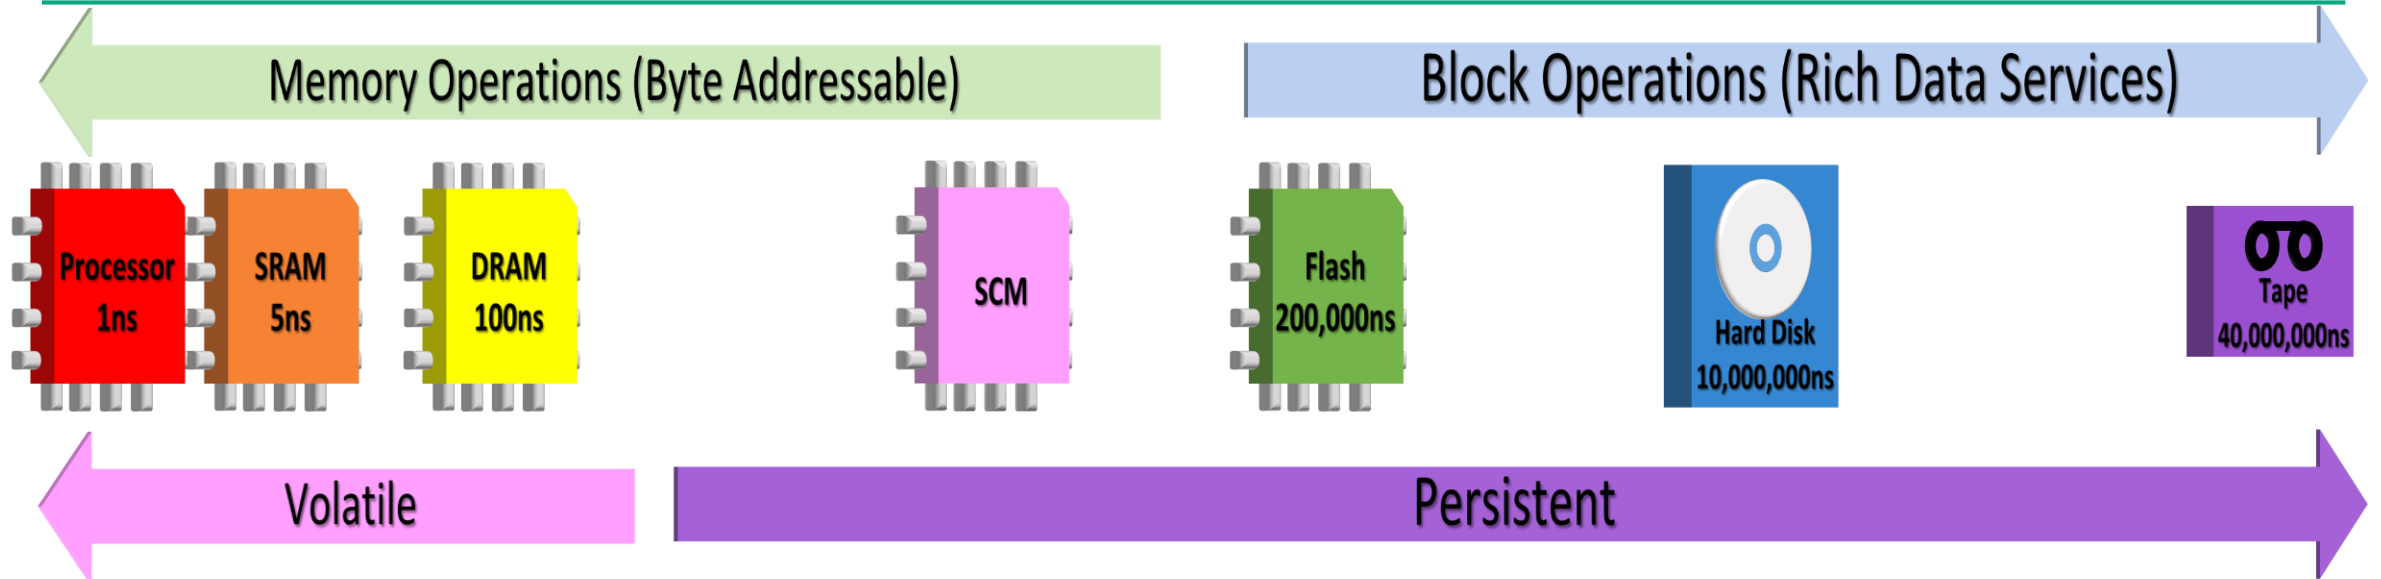 Memory Operations (Byte Addressable)
Block Operations (Rich Data Services)
Processor
1ns
SRAM
5ns
DRAM
100ns
SCM
Flash
200,000ns
Hard Disk
10,000,000ns
Tape
40,000,000ns
Volatile
Persistent